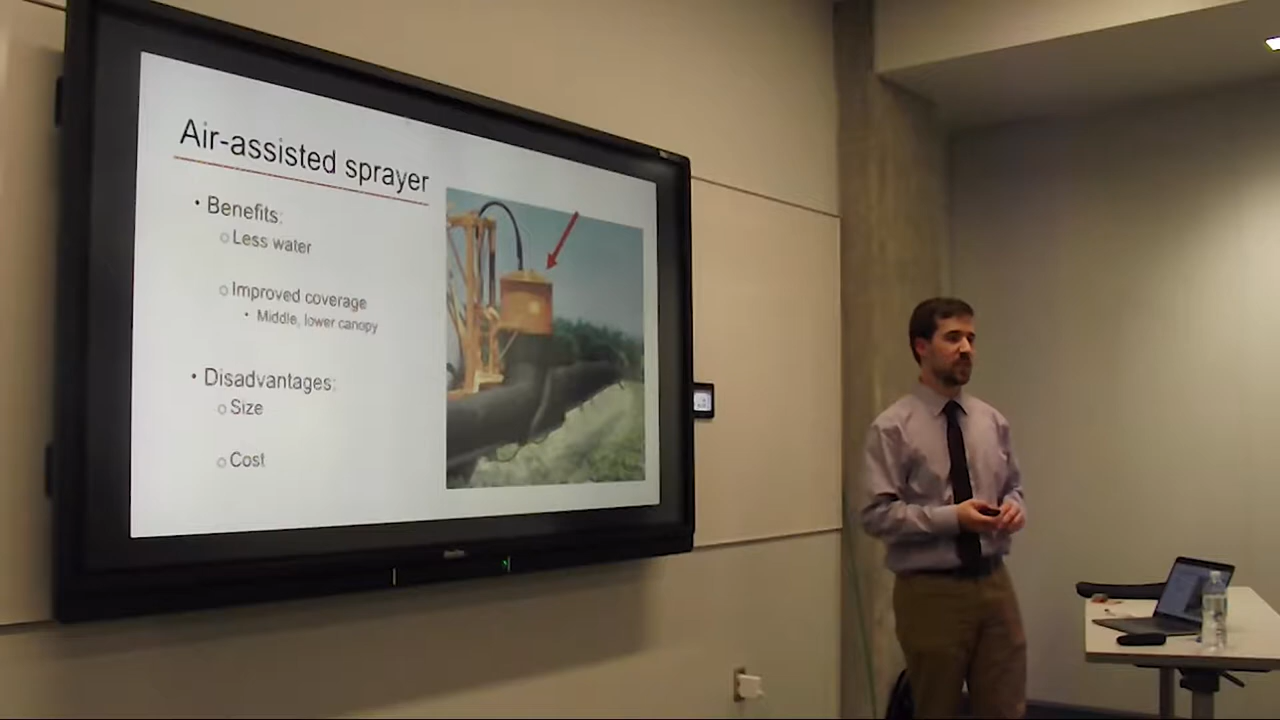 Air-assisted sprayer
• Benefits:
○ Less water
○ Improved coverage
• Middle, lower canopy
• Disadvantages:
○ Size
○ Cost